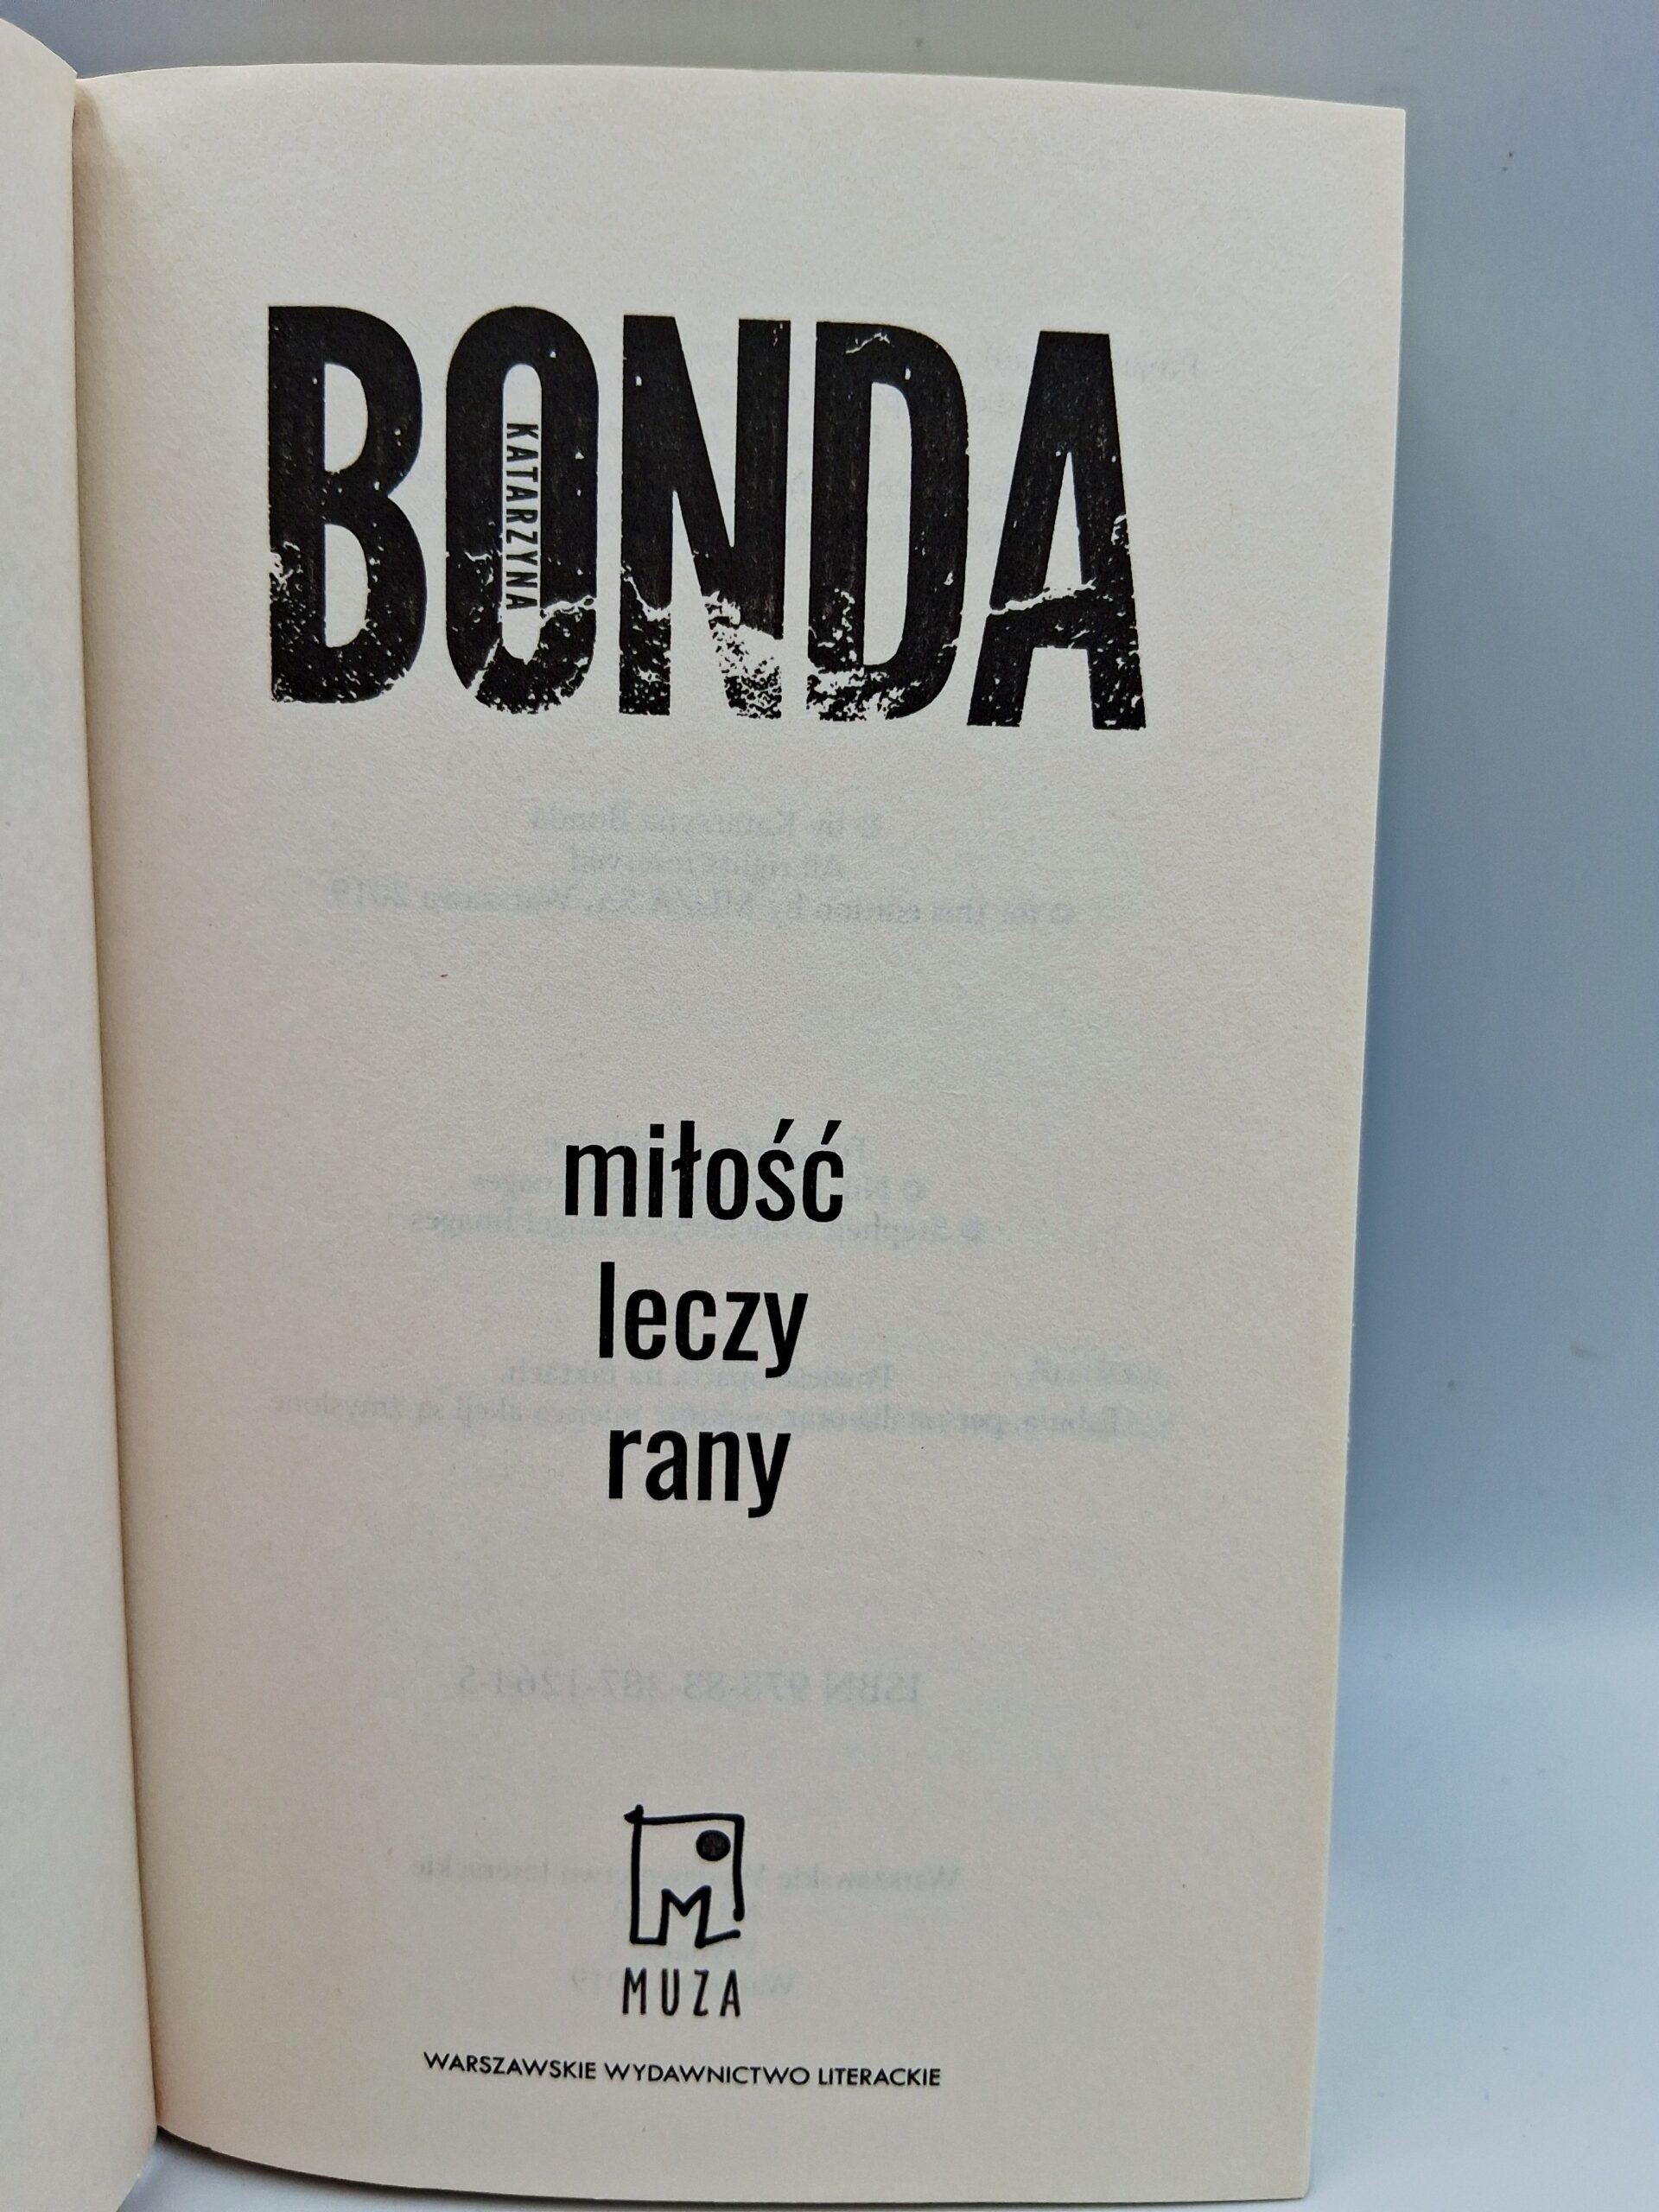 BONDA
KATARZYNA
miłość
leczy
rany
MUZA
WARSZAWSKIE WYDAWNICTWO LITERACKIE